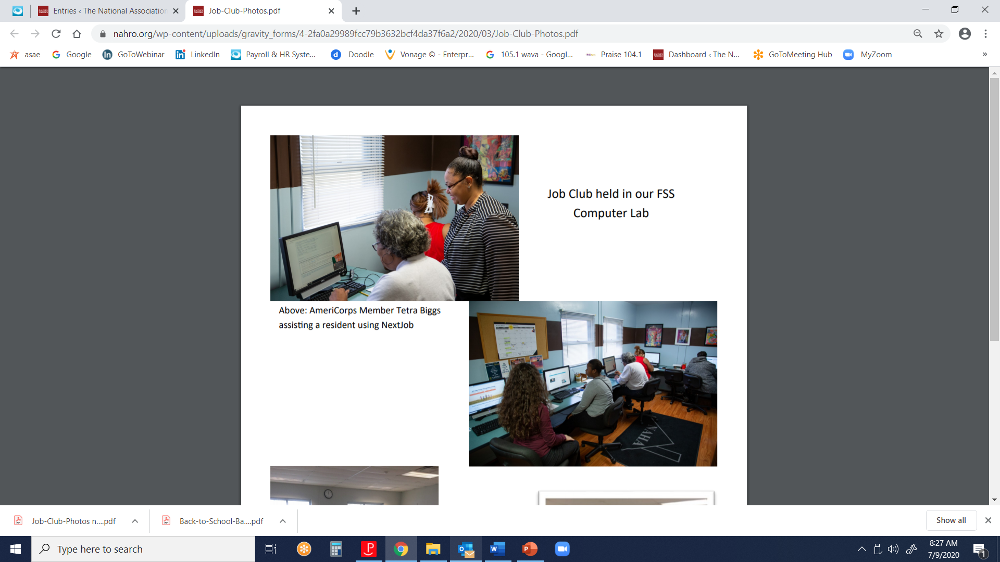 Entries ‹ The National Association
Job-Club-Photos.pdf
nahro.org/wp-content/uploads/gravity_forms/4-2fa0a29989fcc79b3632bcf4da37f6a2/2020/03/Job-Club-Photos.pdf
asae
Google
GoToWebinar
LinkedIn
Payroll & HR Syste...
Doodle
Vonage © - Enterpr...
105.1 wava - Googl...
Praise 104.1
Dashboard ‹ The N...
GoToMeeting Hub
MyZoom
»
Job Club held in our FSS
Computer Lab
Above: AmeriCorps Member Tetra Biggs
assisting a resident using NextJob
NAHA
Job-Club-Photos n....pdf
Back-to-School-Ba....pdf
Show all
Type here to search
8:27 AM
7/9/2020
1